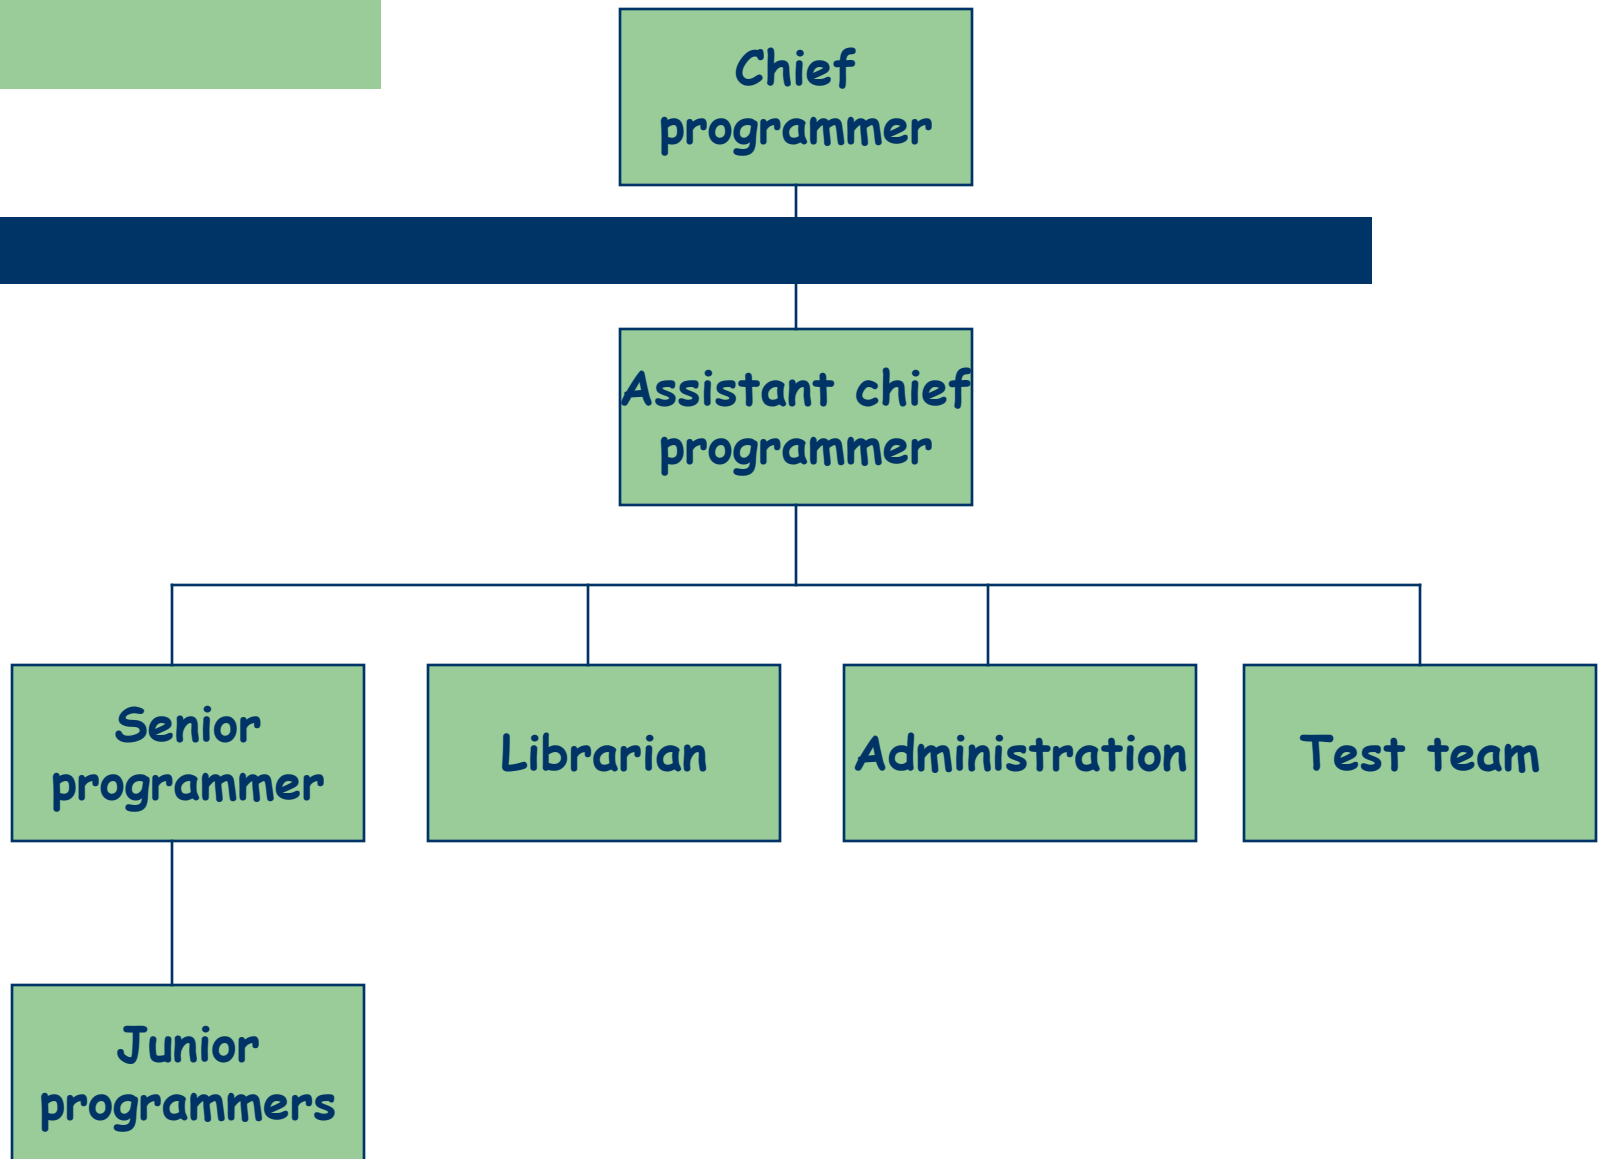 Chief
programmer
Assistant chief
programmer
Senior
programmer
Librarian
Administration
Test team
Junior
programmers